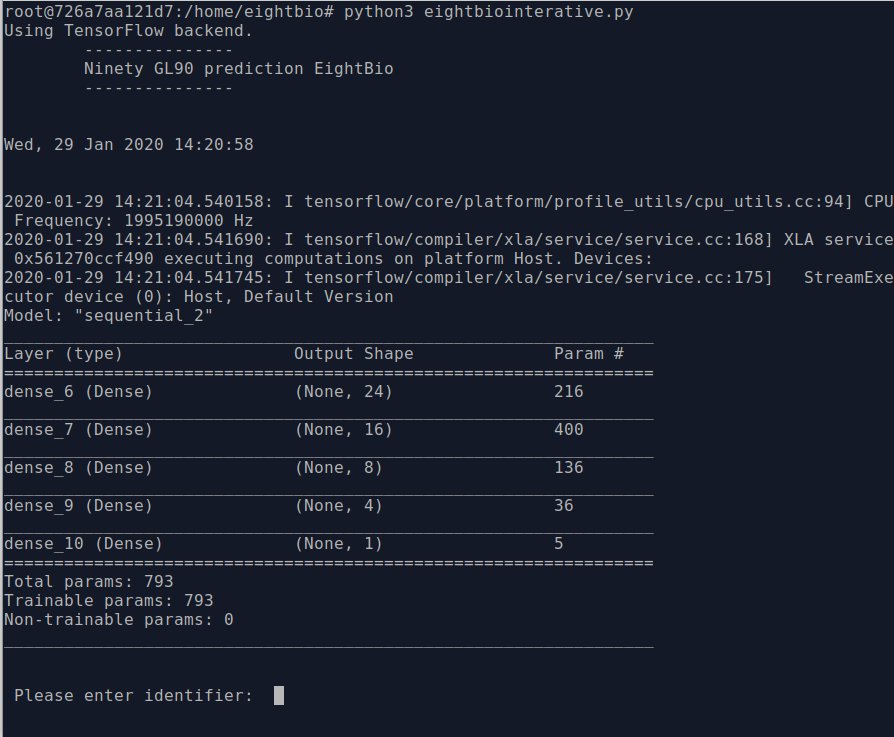 root@726a7aa121d7:/home/eightbio# python3 eightbiointerative.py
Using TensorFlow backend.
        ---------------
        Ninety GL90 prediction EightBio
        ---------------
Wed, 29 Jan 2020 14:20:58
2020-01-29 14:21:04.540158: I tensorflow/core/platform/profile_utils/cpu_utils.cc:94] CPU
 Frequency: 1995190000 Hz
2020-01-29 14:21:04.541690: I tensorflow/compiler/xla/service/service.cc:168] XLA service
 0x561270ccf490 executing computations on platform Host. Devices:
2020-01-29 14:21:04.541745: I tensorflow/compiler/xla/service/service.cc:175]   StreamExe
cutor device (0): Host, Default Version
Model: "sequential_2"
_________________________________________________________________
Layer (type)                 Output Shape              Param #
=================================================================
dense_6 (Dense)              (None, 24)                216
_________________________________________________________________
dense_7 (Dense)              (None, 16)                400
_________________________________________________________________
dense_8 (Dense)              (None, 8)                 136
_________________________________________________________________
dense_9 (Dense)              (None, 4)                 36
_________________________________________________________________
dense_10 (Dense)             (None, 1)                 5
=================================================================
Total params: 793
Trainable params: 793
Non-trainable params: 0
_________________________________________________________________
 Please enter identifier: